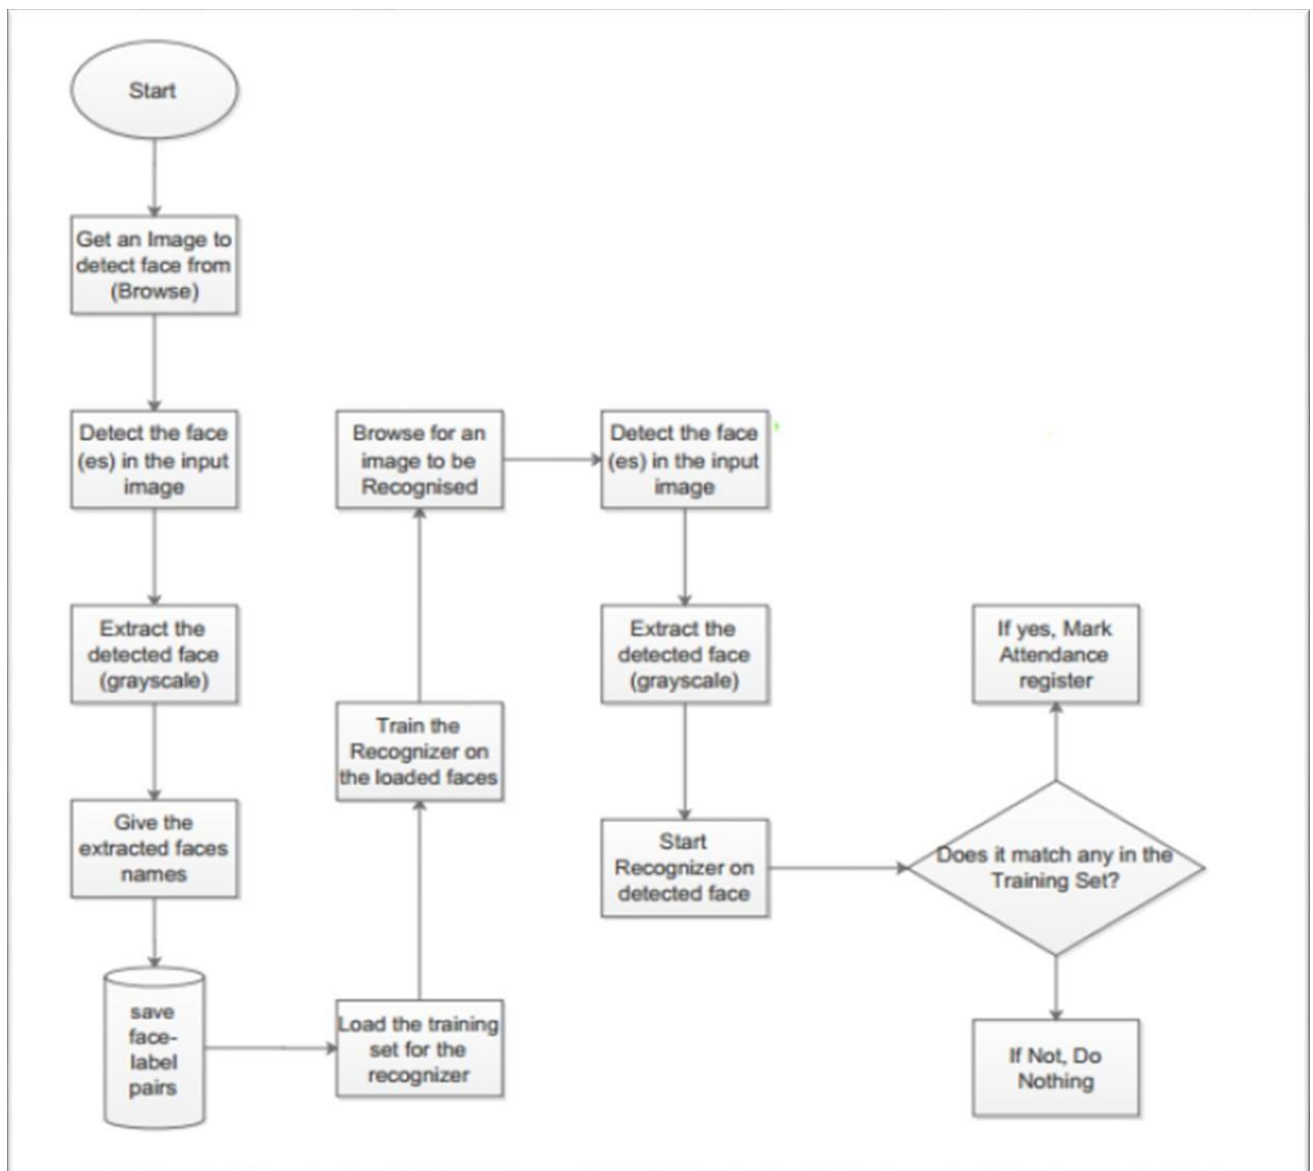 Start
Get an Image to
detect face from
(Browse)
Detect the face
(es) in the input
image
Extract the
detected face
(grayscale)
Give the
extracted faces
names
save
face-
label
pairs
Load the training
set for the
recognizer
Train the
Recognizer on
the loaded faces
Browse for an
image to be
Recognised
Detect the face
(es) in the input
image
Extract the
detected face
(grayscale)
Start
Recognizer on
detected face
Does it match any in the
Training Set?
If yes, Mark
Attendance
register
If Not, Do
Nothing